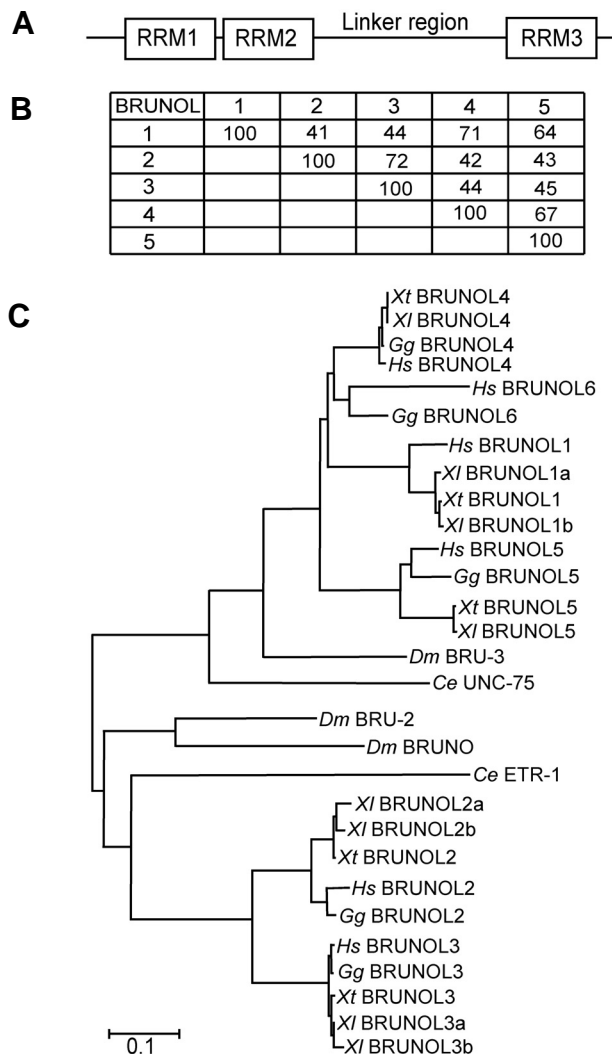 A
RRM1 RRM2 Linker region RRM3
B
BRUNOL 1 2 3 4 5
1 100 41 44 71 64
2 100 72 42 43
3 100 44 45
4 100 67
5 100
C
Xt BRUNOL4
Xl BRUNOL4
Gg BRUNOL4
Hs BRUNOL4
Hs BRUNOL6
Gg BRUNOL6
Hs BRUNOL1
Xl BRUNOL1a
Xt BRUNOL1
Xl BRUNOL1b
Hs BRUNOL5
Gg BRUNOL5
Xt BRUNOL5
Xl BRUNOL5
Dm BRU-3
Ce UNC-75
Dm BRU-2
Dm BRUNO
Ce ETR-1
Xl BRUNOL2a
Xl BRUNOL2b
Xt BRUNOL2
Hs BRUNOL2
Gg BRUNOL2
Hs BRUNOL3
Gg BRUNOL3
Xt BRUNOL3
Xl BRUNOL3a
Xl BRUNOL3b
0.1